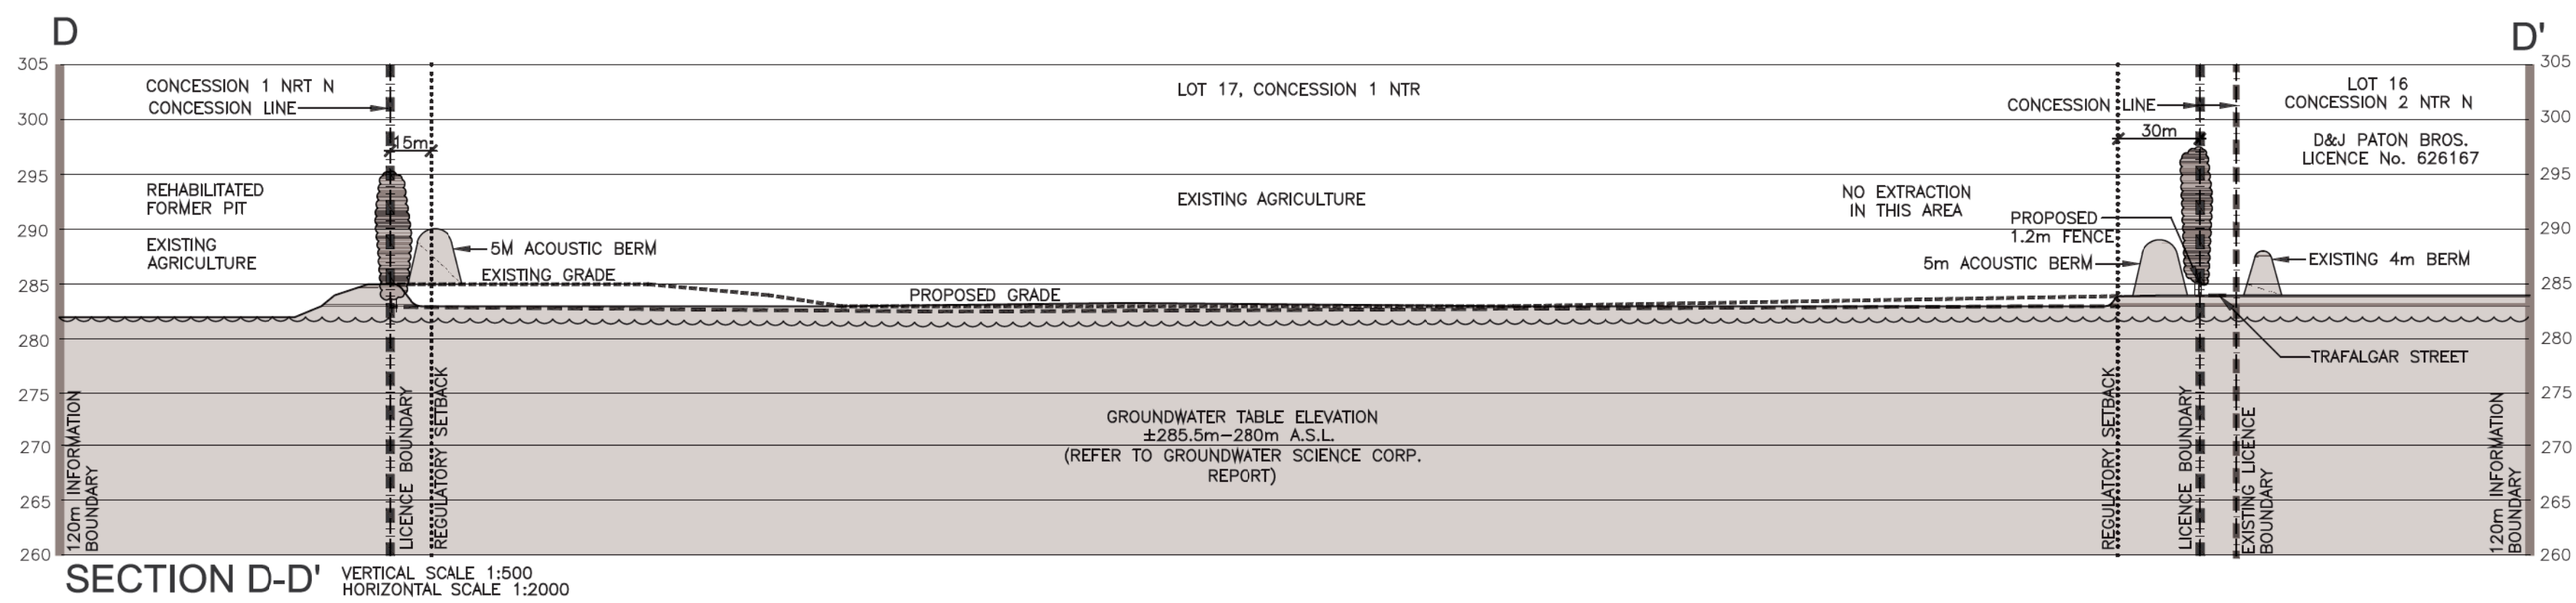 D
D'
305
305
CONCESSION 1 NRT N
CONCESSION LINE
LOT 17, CONCESSION 1 NTR
CONCESSION LINE
LOT 16
CONCESSION 2 NTR N
300
300
15m
30m
D&J PATON BROS.
LICENCE No. 626167
295
295
REHABILITATED
FORMER PIT
EXISTING AGRICULTURE
NO EXTRACTION
IN THIS AREA
PROPOSED
1.2m FENCE
290
290
EXISTING
AGRICULTURE
5M ACOUSTIC BERM
EXISTING GRADE
5m ACOUSTIC BERM
EXISTING 4m BERM
285
285
PROPOSED GRADE
280
280
TRAFALGAR STREET
275
275
GROUNDWATER TABLE ELEVATION
±285.5m-280m A.S.L.
(REFER TO GROUNDWATER SCIENCE CORP.
REPORT)
270
270
265
265
260
260
120m INFORMATION
BOUNDARY
LICENCE BOUNDARY
REGULATORY SETBACK
REGULATORY SETBACK
LICENCE BOUNDARY
EXISTING LICENCE
BOUNDARY
120m INFORMATION
BOUNDARY
SECTION D-D'
VERTICAL SCALE 1:500
HORIZONTAL SCALE 1:2000